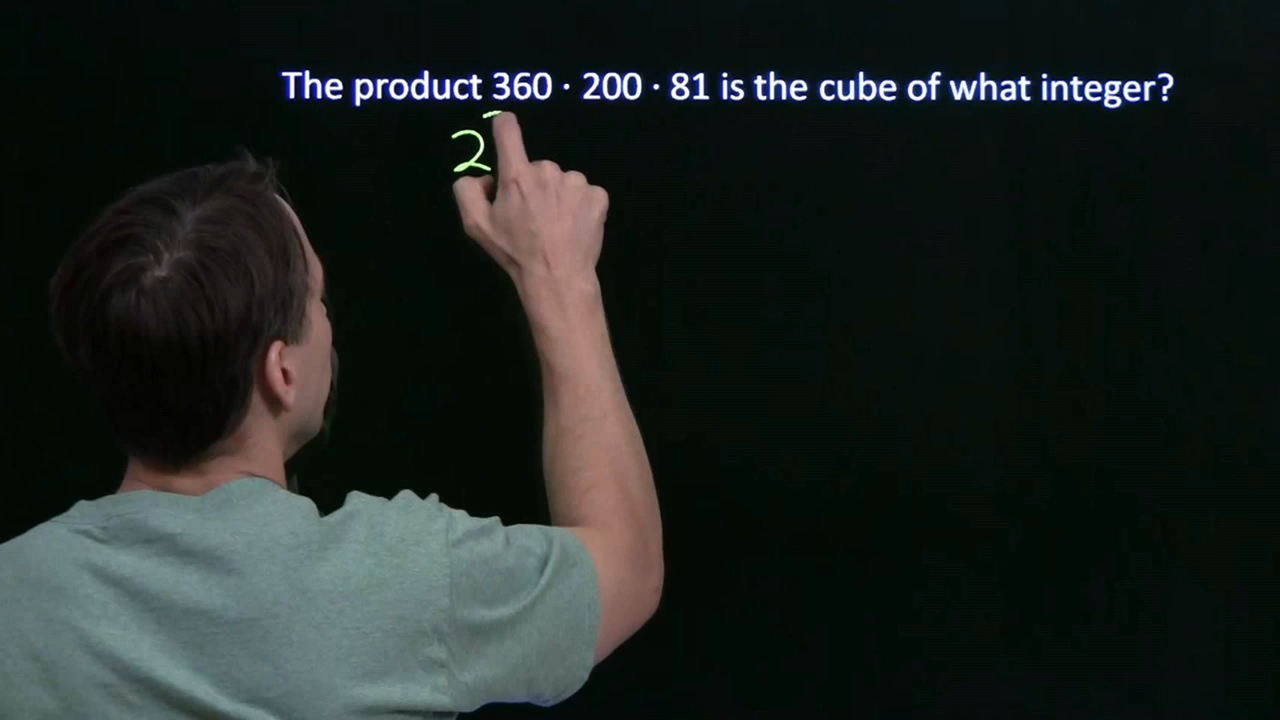 The product 360 · 200 · 81 is the cube of what integer?
2